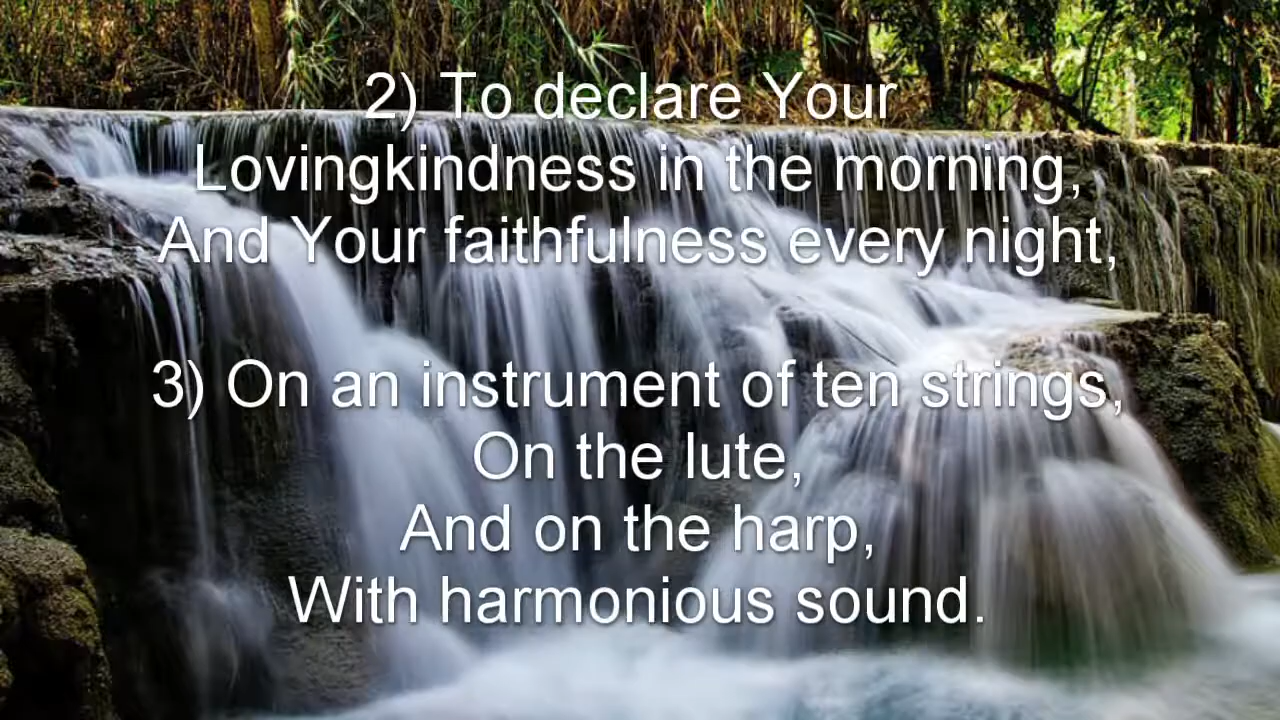 2) To declare Your
Lovingkindness in the morning,
And Your faithfulness every night,
3) On an instrument of ten strings,
On the lute,
And on the harp,
With harmonious sound.